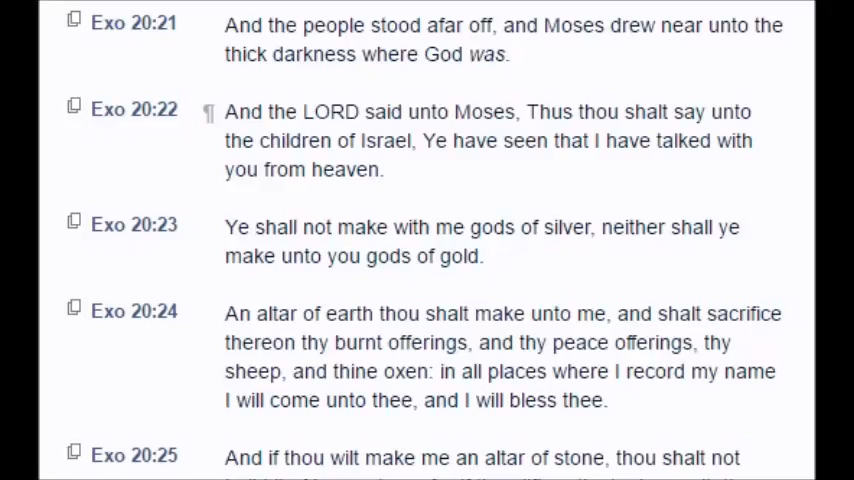 Exo 20:21 And the people stood afar off, and Moses drew near unto the
thick darkness where God was.
Exo 20:22 ¶ And the LORD said unto Moses, Thus thou shalt say unto
the children of Israel, Ye have seen that I have talked with
you from heaven.
Exo 20:23 Ye shall not make with me gods of silver, neither shall ye
make unto you gods of gold.
Exo 20:24 An altar of earth thou shalt make unto me, and shalt sacrifice
thereon thy burnt offerings, and thy peace offerings, thy
sheep, and thine oxen: in all places where I record my name
I will come unto thee, and I will bless thee.
Exo 20:25 And if thou wilt make me an altar of stone, thou shalt not